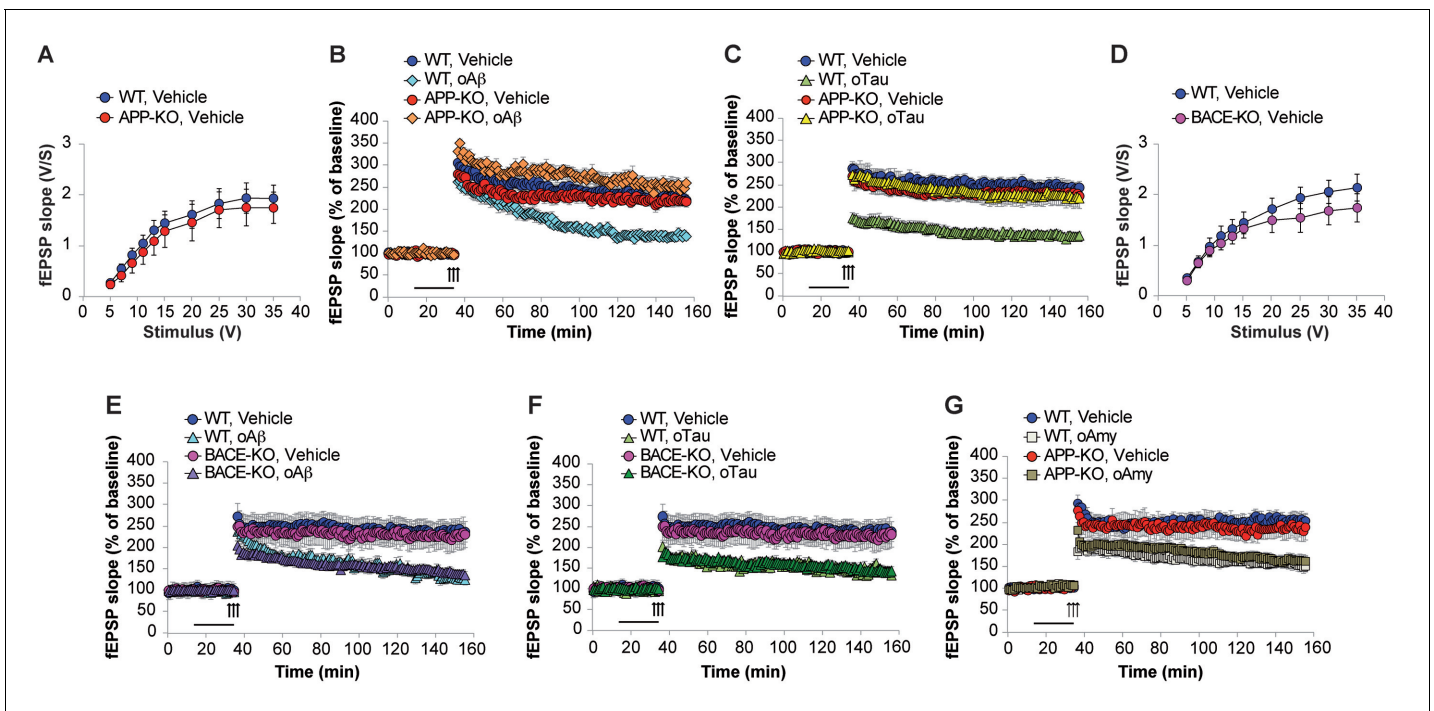 A
WT, Vehicle
APP-KO, Vehicle
fEPSP slope (V/S)
3
2
1
0
0 5 10 15 20 25 30 35 40
Stimulus (V)
B
WT, Vehicle
WT, oAβ
APP-KO, Vehicle
APP-KO, oAβ
fEPSP slope (% of baseline)
400
350
300
250
200
150
100
50
0
0 20 40 60 80 100 120 140 160
Time (min)
C
WT, Vehicle
WT, oTau
APP-KO, Vehicle
APP-KO, oTau
fEPSP slope (% of baseline)
400
350
300
250
200
150
100
50
0
0 20 40 60 80 100 120 140 160
Time (min)
D
WT, Vehicle
BACE-KO, Vehicle
fEPSP slope (V/S)
3
2
1
0
0 5 10 15 20 25 30 35 40
Stimulus (V)
E
WT, Vehicle
WT, oAβ
BACE-KO, Vehicle
BACE-KO, oAβ
fEPSP slope (% of baseline)
400
350
300
250
200
150
100
50
0
0 20 40 60 80 100 120 140 160
Time (min)
F
WT, Vehicle
WT, oTau
BACE-KO, Vehicle
BACE-KO, oTau
fEPSP slope (% of baseline)
400
350
300
250
200
150
100
50
0
0 20 40 60 80 100 120 140 160
Time (min)
G
WT, Vehicle
WT, oAmy
APP-KO, Vehicle
APP-KO, oAmy
fEPSP slope (% of baseline)
400
350
300
250
200
150
100
50
0
0 20 40 60 80 100 120 140 160
Time (min)